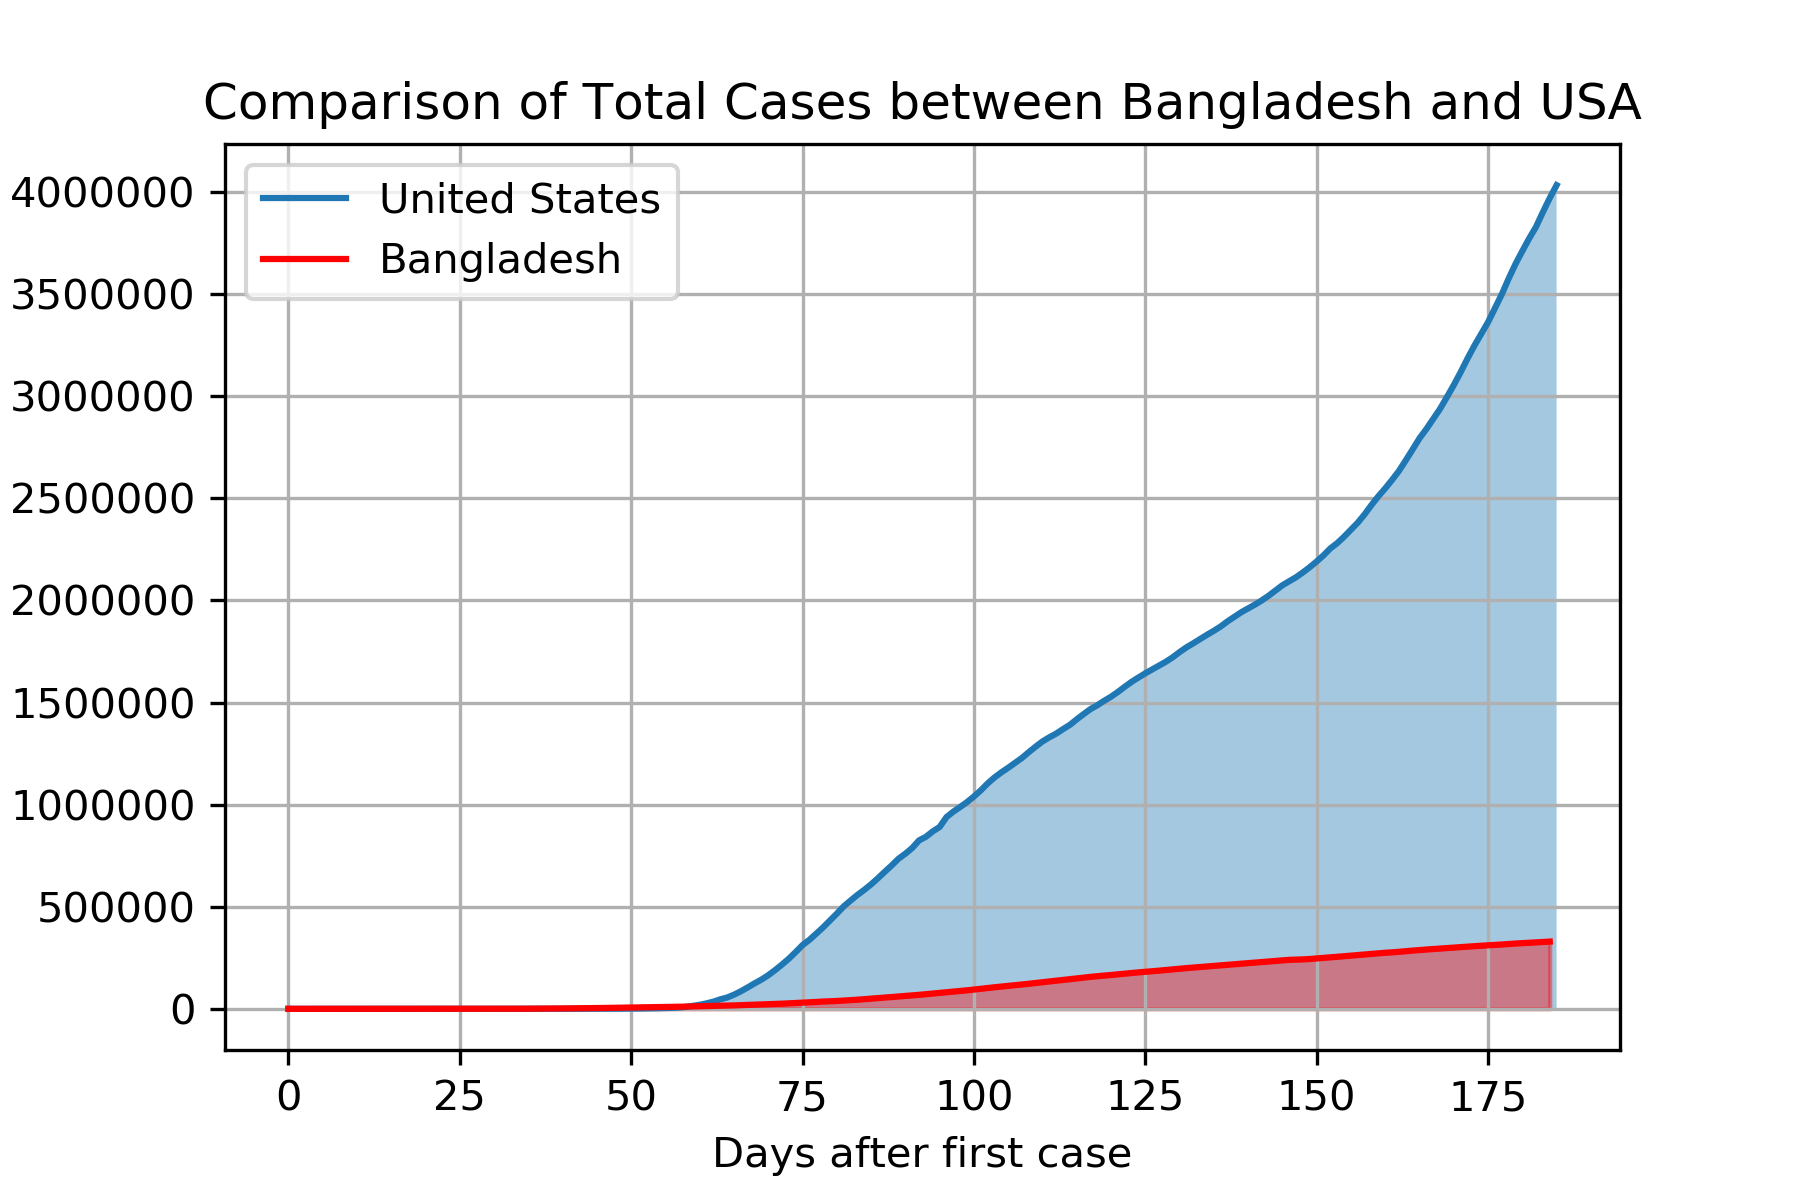 Comparison of Total Cases between Bangladesh and USA
United States
Bangladesh
4000000
3500000
3000000
2500000
2000000
1500000
1000000
500000
0
0 25 50 75 100 125 150 175
Days after first case